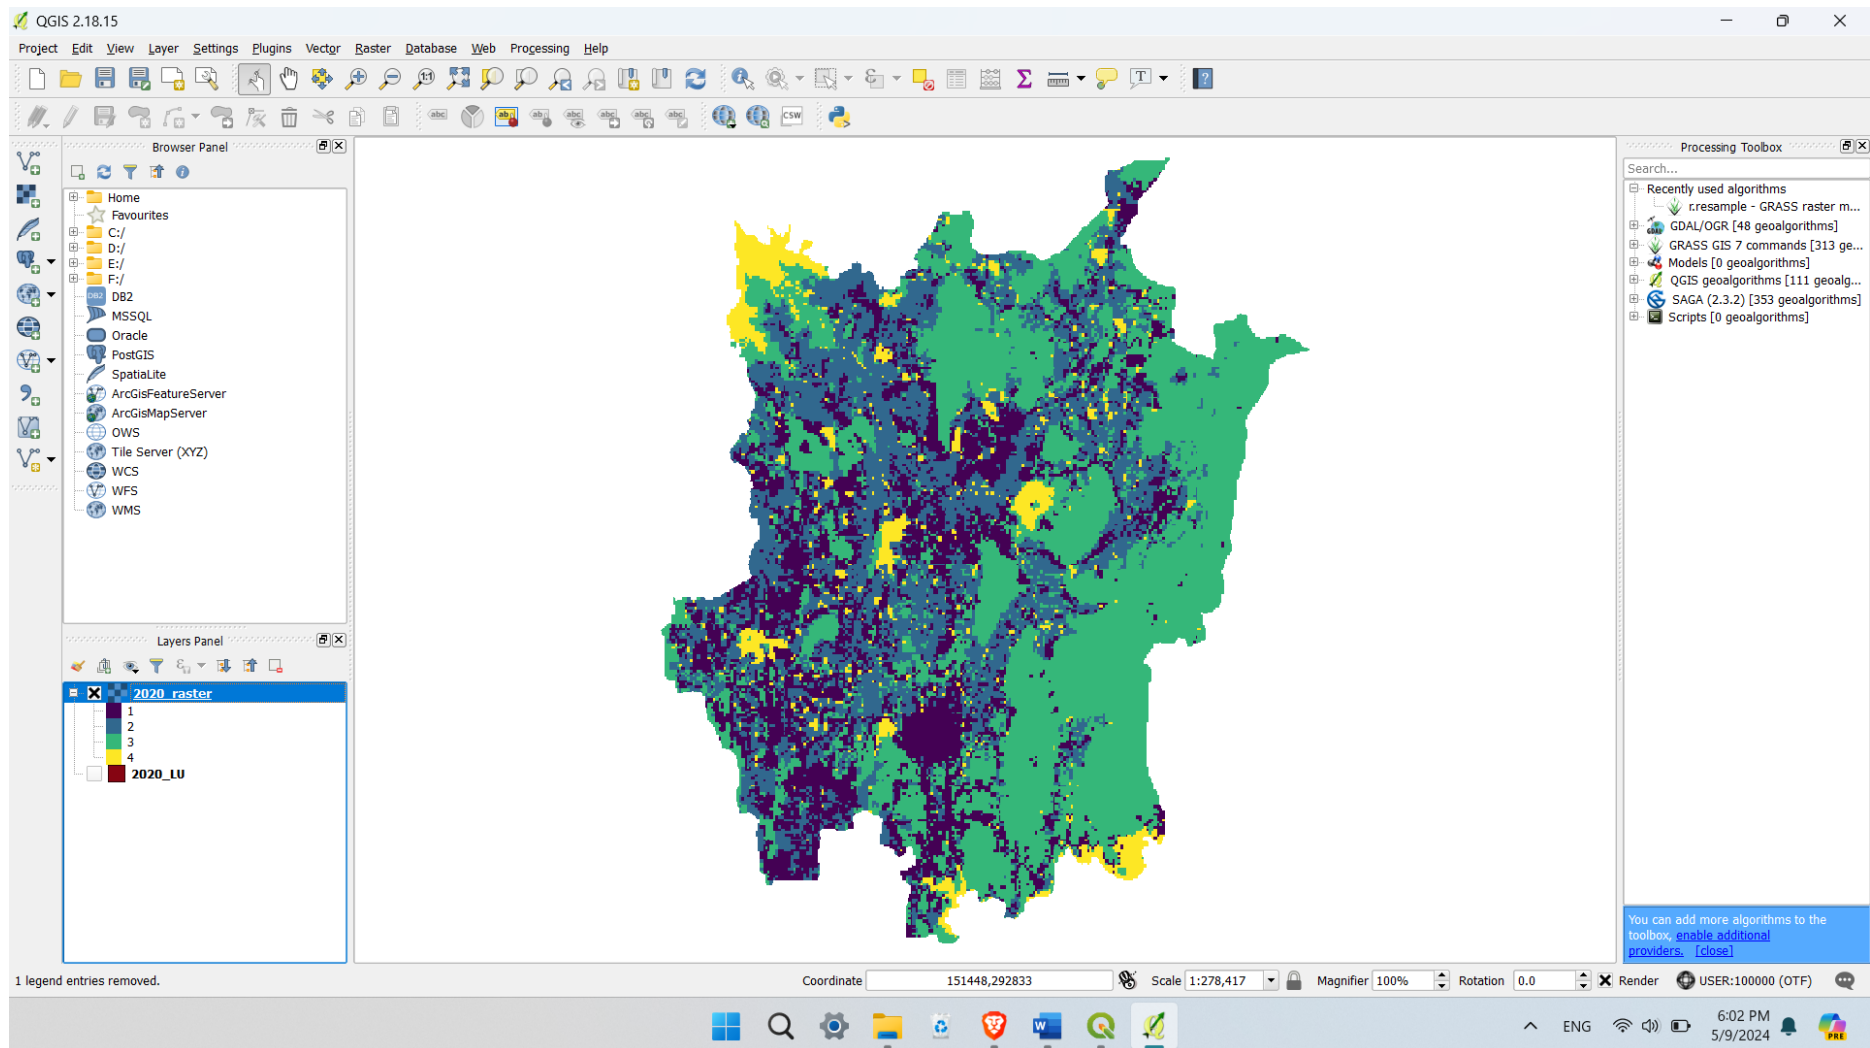 QGIS 2.18.15
Project Edit View Layer Settings Plugins Vector Raster Database Web Processing Help
Browser Panel
Home
Favourites
C:/
D:/
E:/
F:/
DB2
MSSQL
Oracle
PostGIS
SpatiaLite
ArcGisFeatureServer
ArcGisMapServer
OWS
Tile Server (XYZ)
WCS
WFS
WMS
Layers Panel
2020_raster
1
2
3
4
2020_LU
Processing Toolbox
Search...
Recently used algorithms
r.resample - GRASS raster m...
GDAL/OGR [48 geoalgorithms]
GRASS GIS 7 commands [313 ge...
Models [0 geoalgorithms]
QGIS geoalgorithms [111 geoalg...
SAGA (2.3.2) [353 geoalgorithms]
Scripts [0 geoalgorithms]
You can add more algorithms to the
toolbox, enable additional
providers. [close]
1 legend entries removed.
Coordinate 151448,292833 Scale 1:278,417 Magnifier 100% Rotation 0.0 Render USER:100000 (OTF)
ENG
6:02 PM
5/9/2024